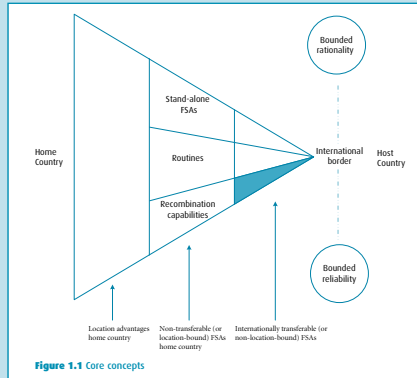 Bounded
rationality
Stand-alone
FSAs
Home
Country
Routines
International
border
Host
Country
Recombination
capabilities
Bounded
reliability
Location advantages
home country
Non-transferable (or
location-bound) FSAs
home country
Internationally transferable (or
non-location-bound) FSAs
Figure 1.1 Core concepts